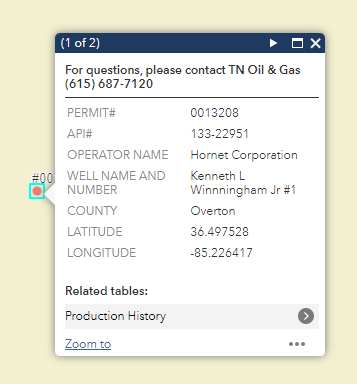 (1 of 2)
For questions, please contact TN Oil & Gas
(615) 687-7120
PERMIT# 0013208
API# 133-22951
OPERATOR NAME Hornet Corporation
WELL NAME AND Kenneth L
NUMBER Winnningham Jr #1
COUNTY Overton
LATITUDE 36.497528
LONGITUDE -85.226417
#00
Related tables:
Production History
Zoom to